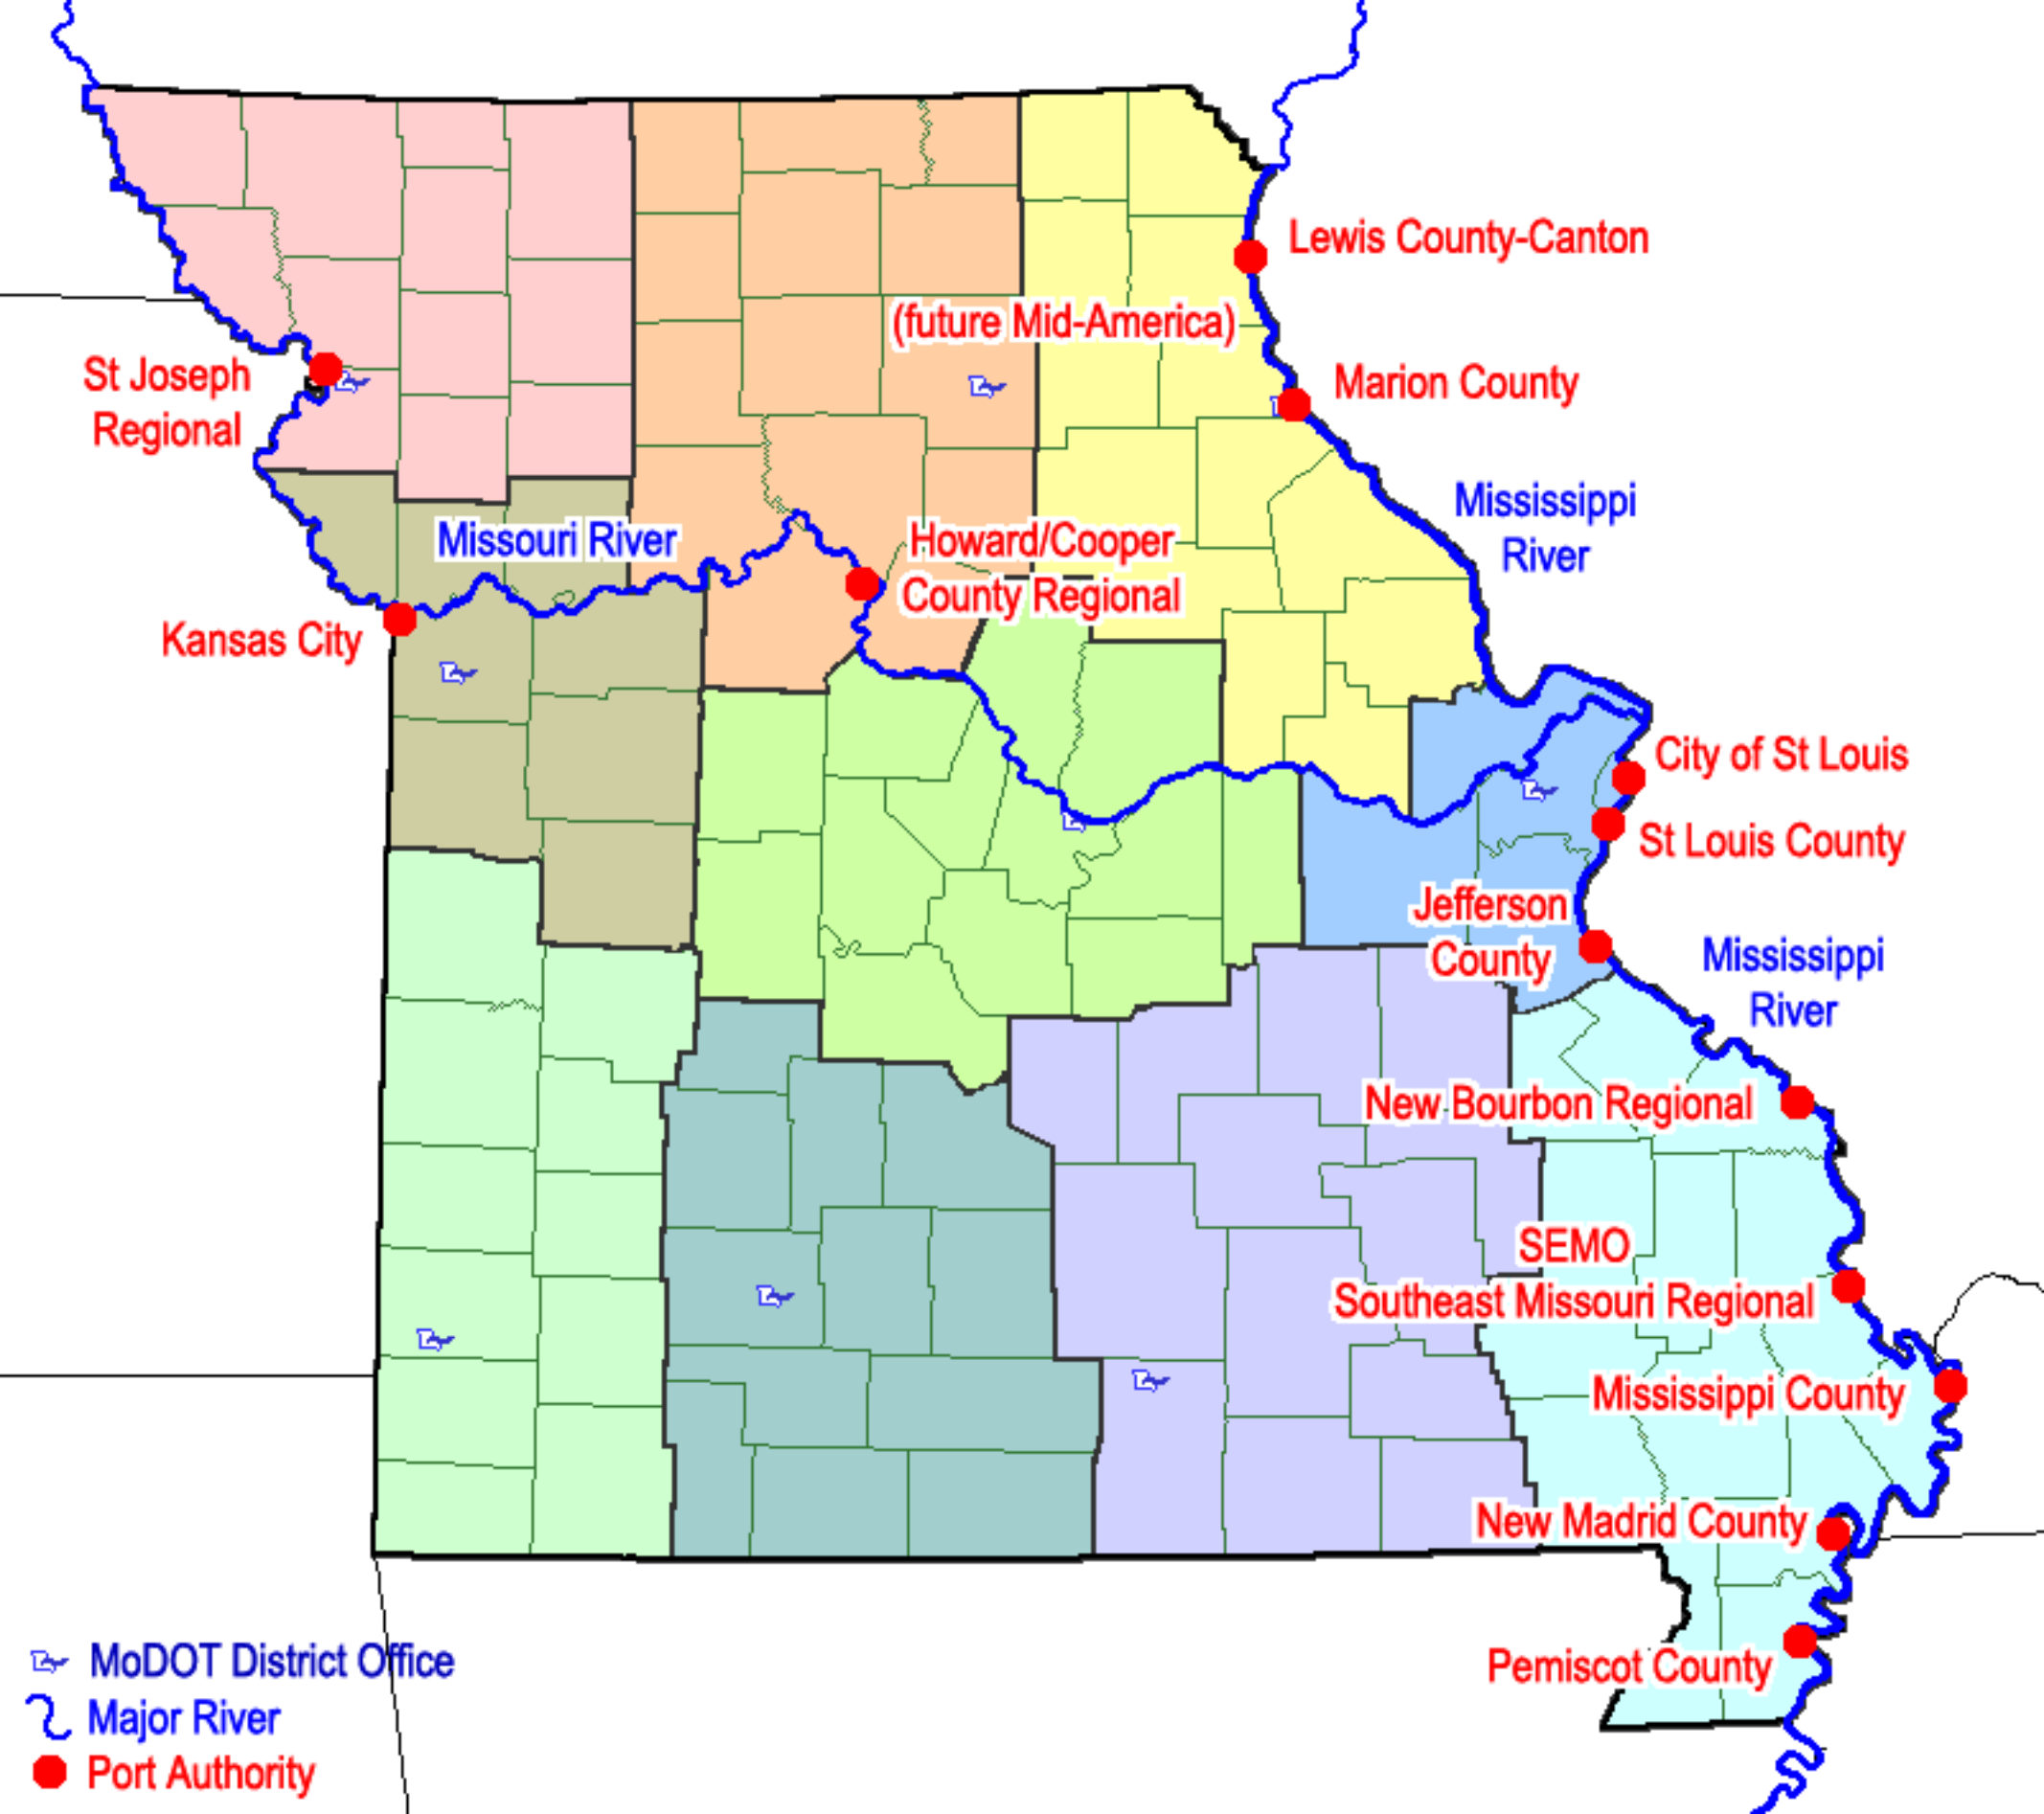 Lewis County-Canton
(future Mid-America)
St Joseph
Regional
Marion County
Mississippi
River
Missouri River
Howard/Cooper
County Regional
Kansas City
City of St Louis
St Louis County
Jefferson
County
Mississippi
River
New Bourbon Regional
SEMO
Southeast Missouri Regional
Mississippi County
New Madrid County
Pemiscot County
MoDOT District Office
Major River
Port Authority